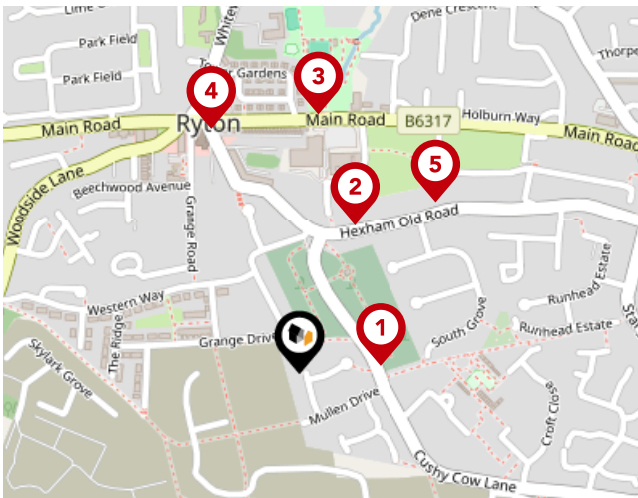 Lime C
Dene Crescent
Park Field
Park Field
Gardens
3
4
Thorpe
Main Road
Ryton
Main Road
B6317
Holburn Way
Main Road
Woodside Lane
Beechwood Avenue
Grange Road
2
5
Hexham Old Road
Western Way
The Ridge
Runhead Estate
Runhead Estate
Grange Drive
1
South Grove
Skylark Grove
Mullen Drive
Croft Close
Cushy Cow Lane